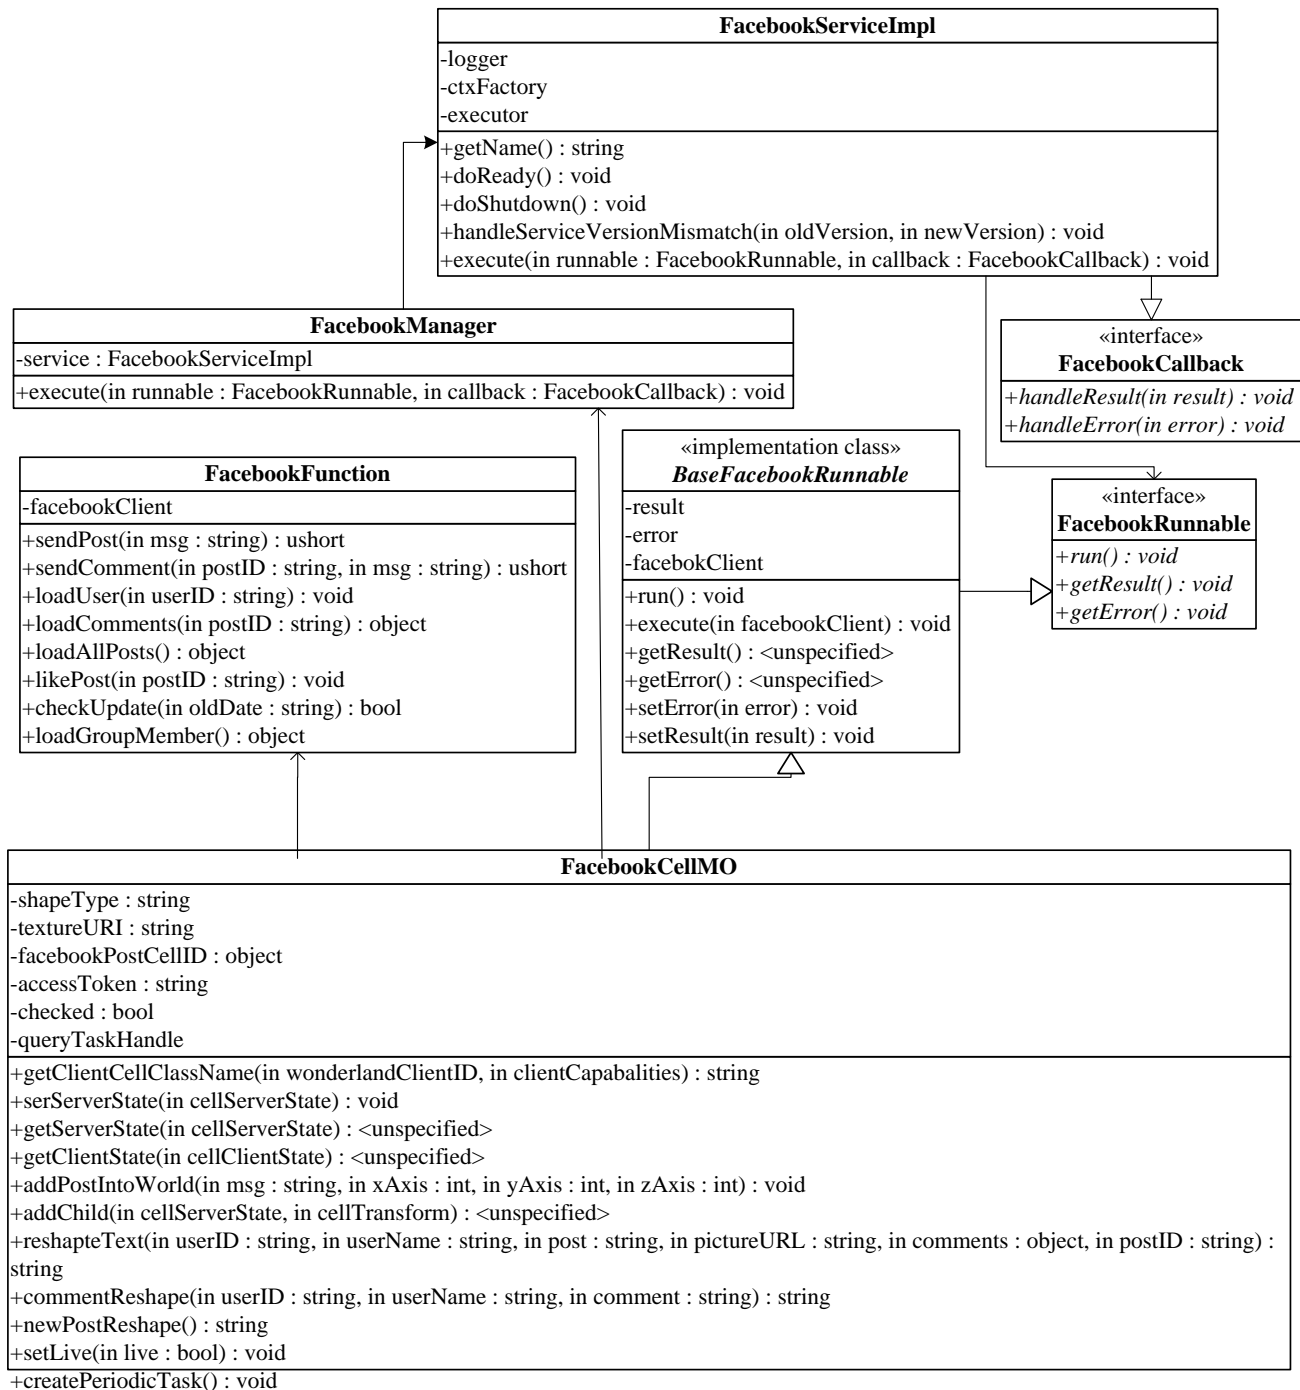 FacebookServiceImpl
-logger
-ctxFactory
-executor
+getName() : string
+doReady() : void
+doShutdown() : void
+handleServiceVersionMismatch(in oldVersion, in newVersion) : void
+execute(in runnable : FacebookRunnable, in callback : FacebookCallback) : void
FacebookManager
-service : FacebookServiceImpl
+execute(in runnable : FacebookRunnable, in callback : FacebookCallback) : void
«interface»
FacebookCallback
+handleResult(in result) : void
+handleError(in error) : void
FacebookFunction
-facebookClient
+sendPost(in msg : string) : ushort
+sendComment(in postID : string, in msg : string) : ushort
+loadUser(in userID : string) : void
+loadComments(in postID : string) : object
+loadAllPosts() : object
+likePost(in postID : string) : void
+checkUpdate(in oldDate : string) : bool
+loadGroupMember() : object
«implementation class»
BaseFacebookRunnable
-result
-error
-facebokClient
+run() : void
+execute(in facebookClient) : void
+getResult() : <unspecified>
+getError() : <unspecified>
+setError(in error) : void
+setResult(in result) : void
«interface»
FacebookRunnable
+run() : void
+getResult() : void
+getError() : void
FacebookCellMO
-shapeType : string
-textureURI : string
-facebookPostCellID : object
-accessToken : string
-checked : bool
-queryTaskHandle
+getClientCellClassName(in wonderlandClientID, in clientCapabalities) : string
+serServerState(in cellServerState) : void
+getServerState(in cellServerState) : <unspecified>
+getClientState(in cellClientState) : <unspecified>
+addPostIntoWorld(in msg : string, in xAxis : int, in yAxis : int, in zAxis : int) : void
+addChild(in cellServerState, in cellTransform) : <unspecified>
+reshapteText(in userID : string, in userName : string, in post : string, in pictureURL : string, in comments : object, in postID : string) :
string
+commentReshape(in userID : string, in userName : string, in comment : string) : string
+newPostReshape() : string
+setLive(in live : bool) : void
+createPeriodicTask() : void